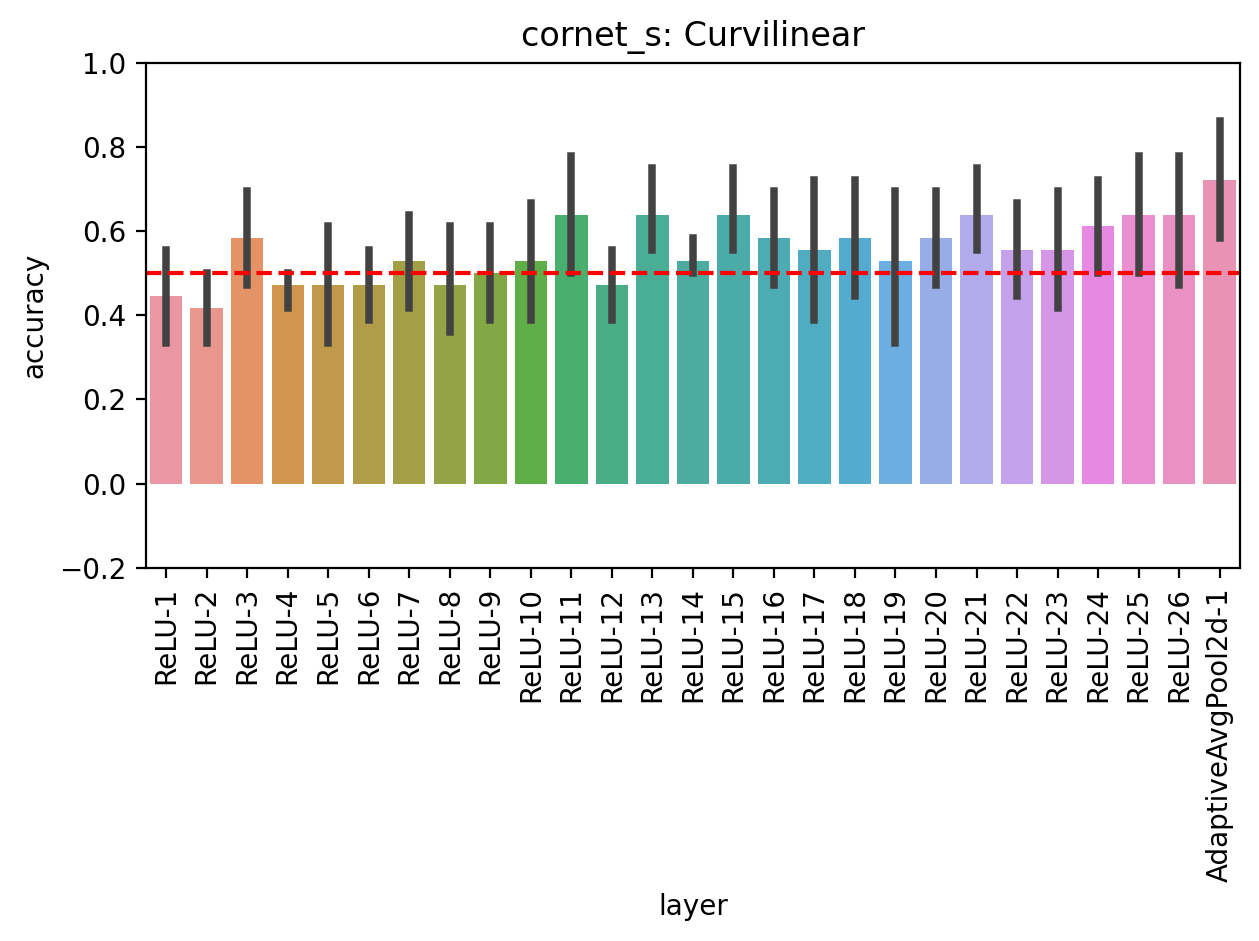 cornet_s: Curvilinear
accuracy
1.0
0.8
0.6
0.4
0.2
0.0
−0.2
ReLU-1
ReLU-2
ReLU-3
ReLU-4
ReLU-5
ReLU-6
ReLU-7
ReLU-8
ReLU-9
ReLU-10
ReLU-11
ReLU-12
ReLU-13
ReLU-14
ReLU-15
ReLU-16
ReLU-17
ReLU-18
ReLU-19
ReLU-20
ReLU-21
ReLU-22
ReLU-23
ReLU-24
ReLU-25
ReLU-26
AdaptiveAvgPool2d-1
layer